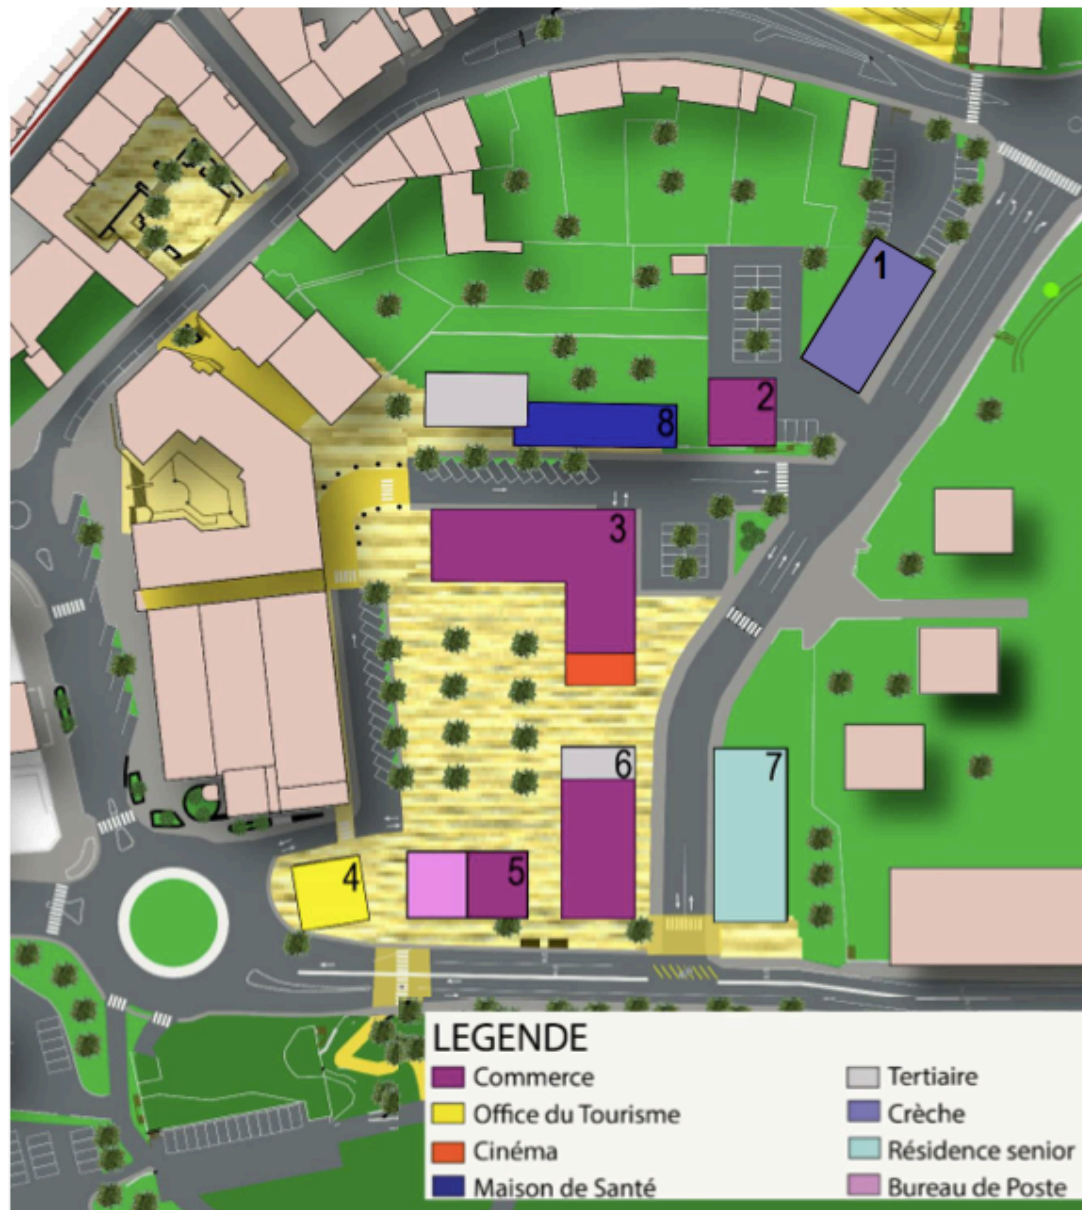 1
2
8
3
6
7
4
5
LEGENDE
Commerce
Tertiaire
Office du Tourisme
Crèche
Cinéma
Résidence senior
Maison de Santé
Bureau de Poste